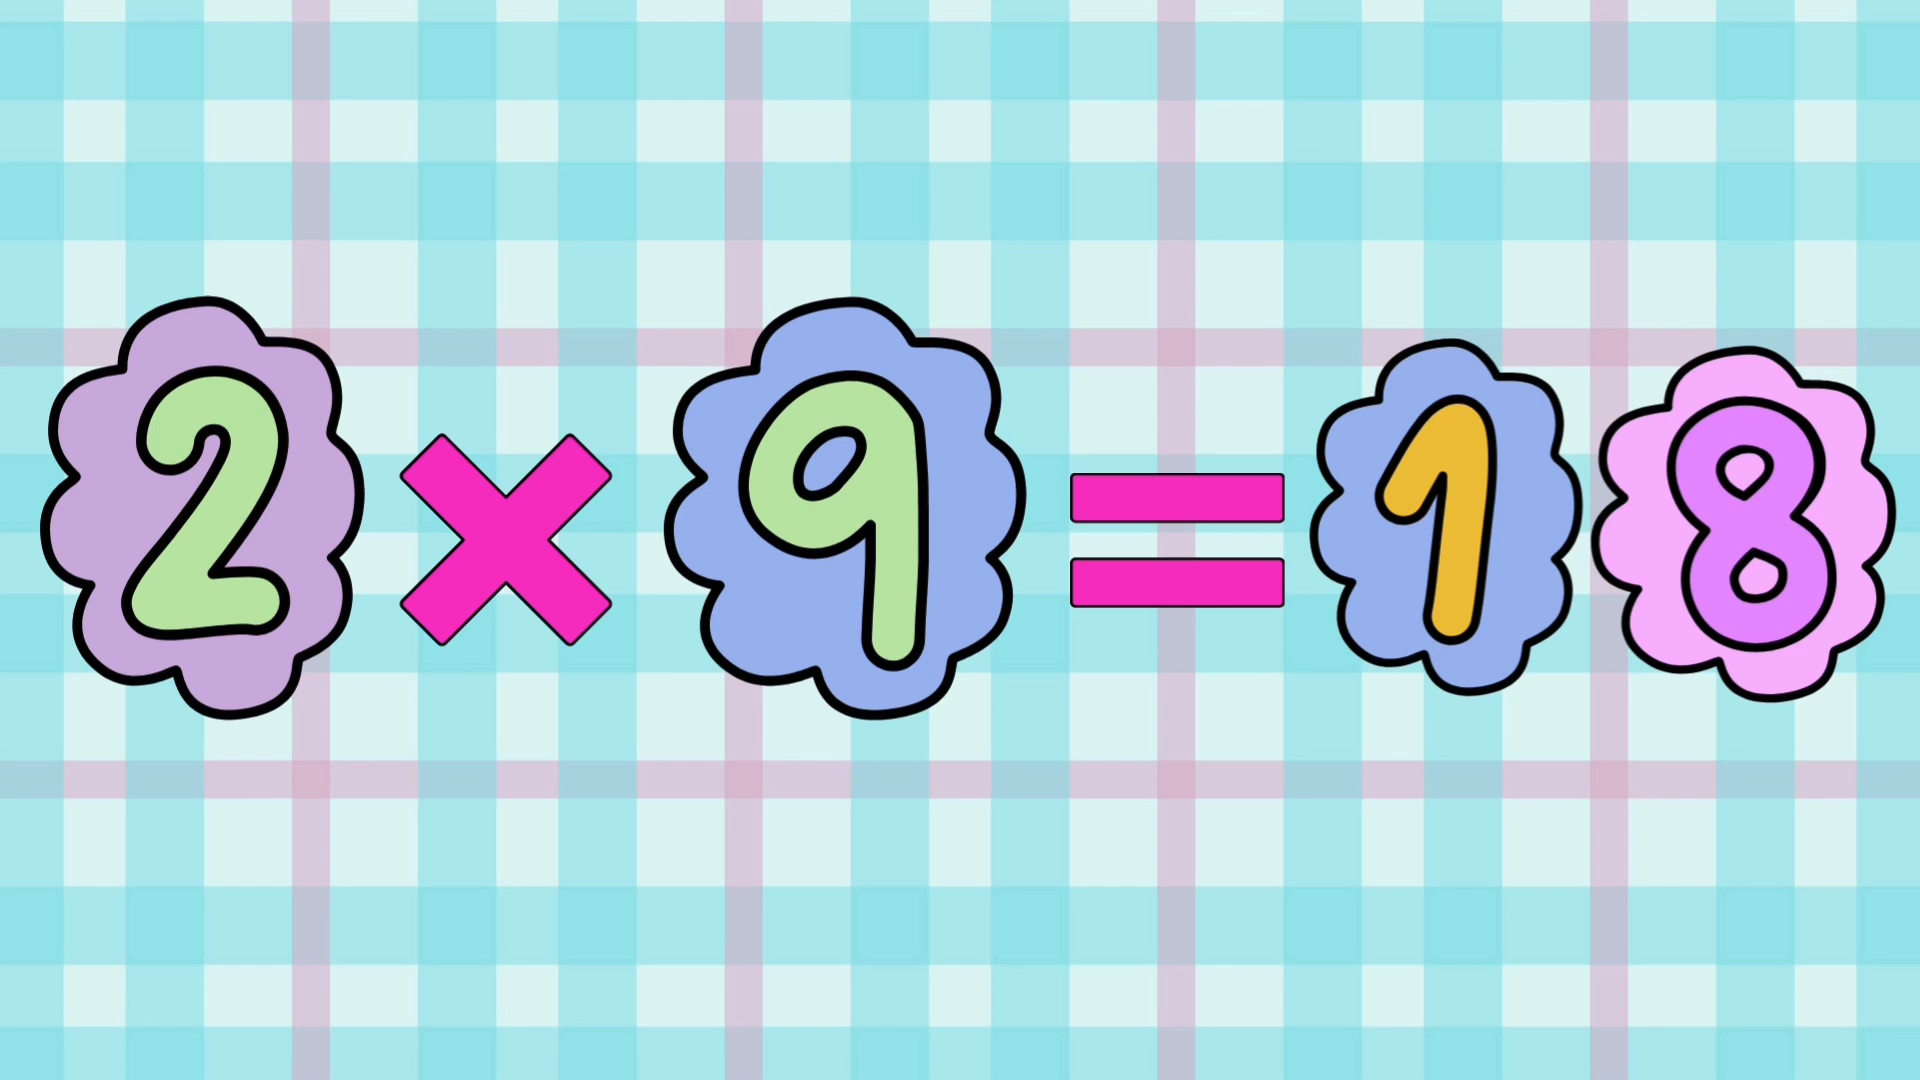 2 × 9 = 18